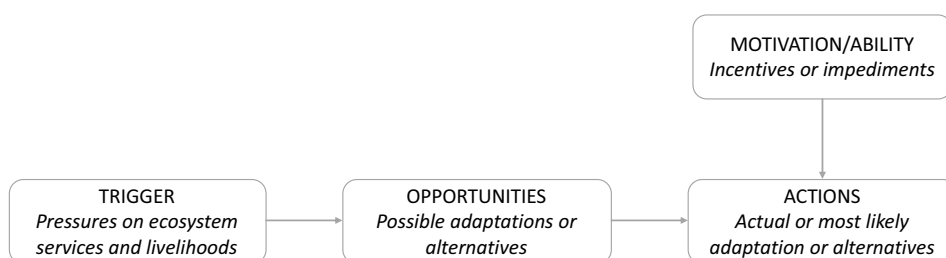 MOTIVATION/ABILITY
Incentives or impediments
TRIGGER
Pressures on ecosystem
services and livelihoods
OPPORTUNITIES
Possible adaptations or
alternatives
ACTIONS
Actual or most likely
adaptation or alternatives